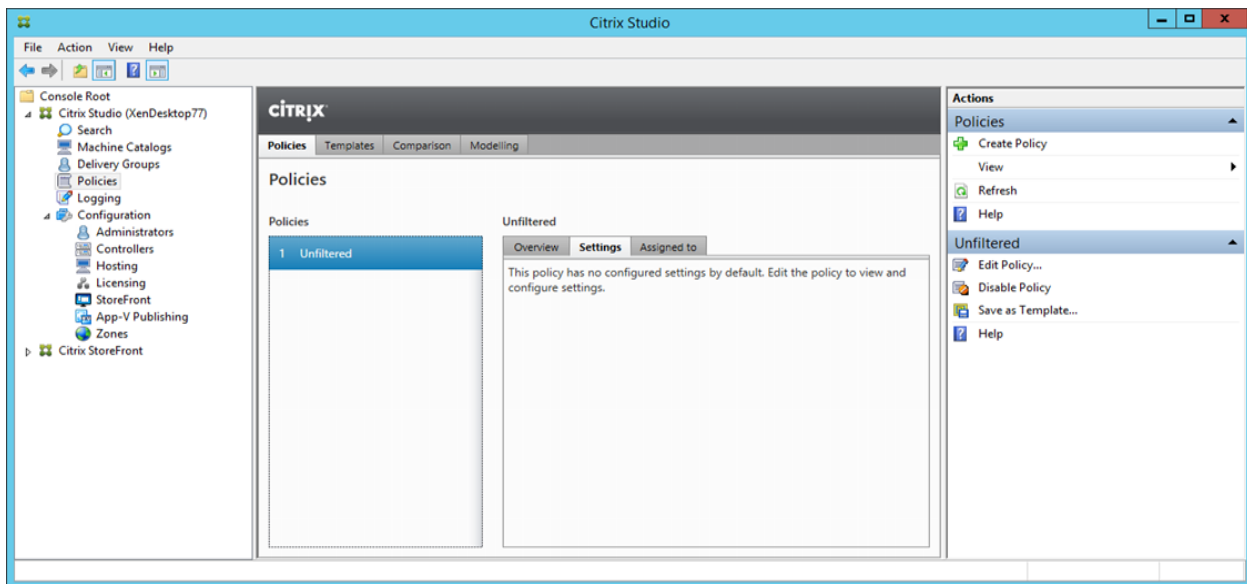 Citrix Studio
File Action View Help
Console Root
Citrix Studio (XenDesktop77)
Search
Machine Catalogs
Delivery Groups
Policies
Logging
Configuration
Administrators
Controllers
Hosting
Licensing
StoreFront
App-V Publishing
Zones
Citrix StoreFront
CİTRIX
Policies Templates Comparison Modelling
Policies
Policies
1 Unfiltered
Unfiltered
Overview Settings Assigned to
This policy has no configured settings by default. Edit the policy to view and
configure settings.
Actions
Policies
Create Policy
View
Refresh
Help
Unfiltered
Edit Policy...
Disable Policy
Save as Template...
Help